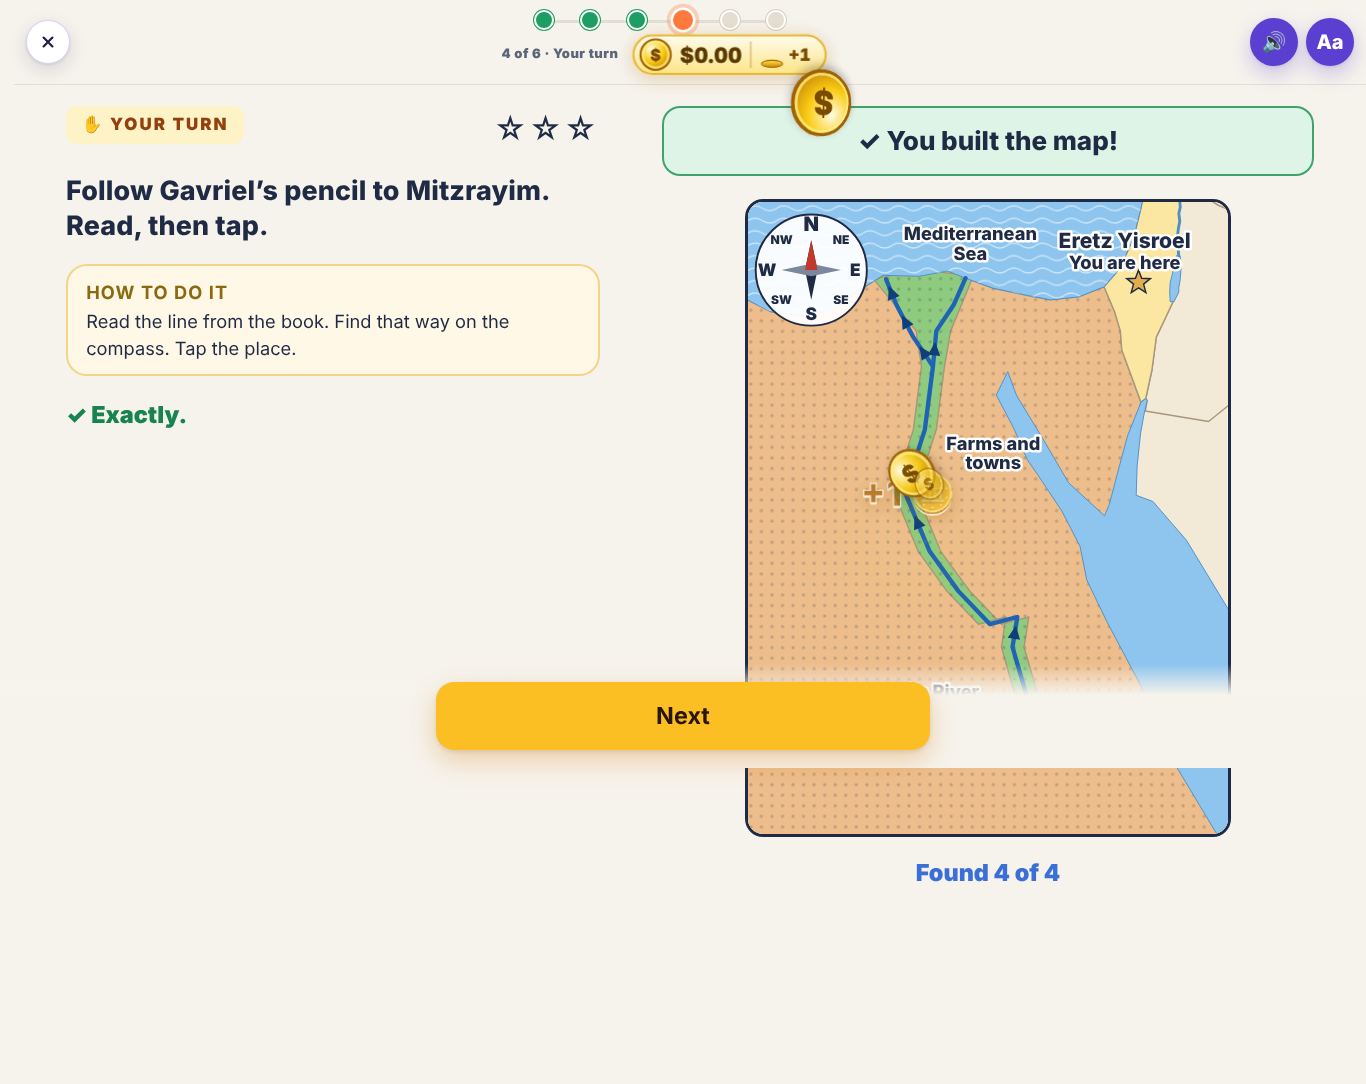 4 of 6 · Your turn
$ $0.00 +1
Aa
✋ YOUR TURN
☆ ☆ ☆
Follow Gavriel’s pencil to Mitzrayim.
Read, then tap.
HOW TO DO IT
Read the line from the book. Find that way on the
compass. Tap the place.
✓ Exactly.
$
✓ You built the map!
N
NW NE
W E
SW SE
S
Mediterranean
Sea
Eretz Yisroel
You are here
Farms and
towns
+1
$ $
River
Next
Found 4 of 4